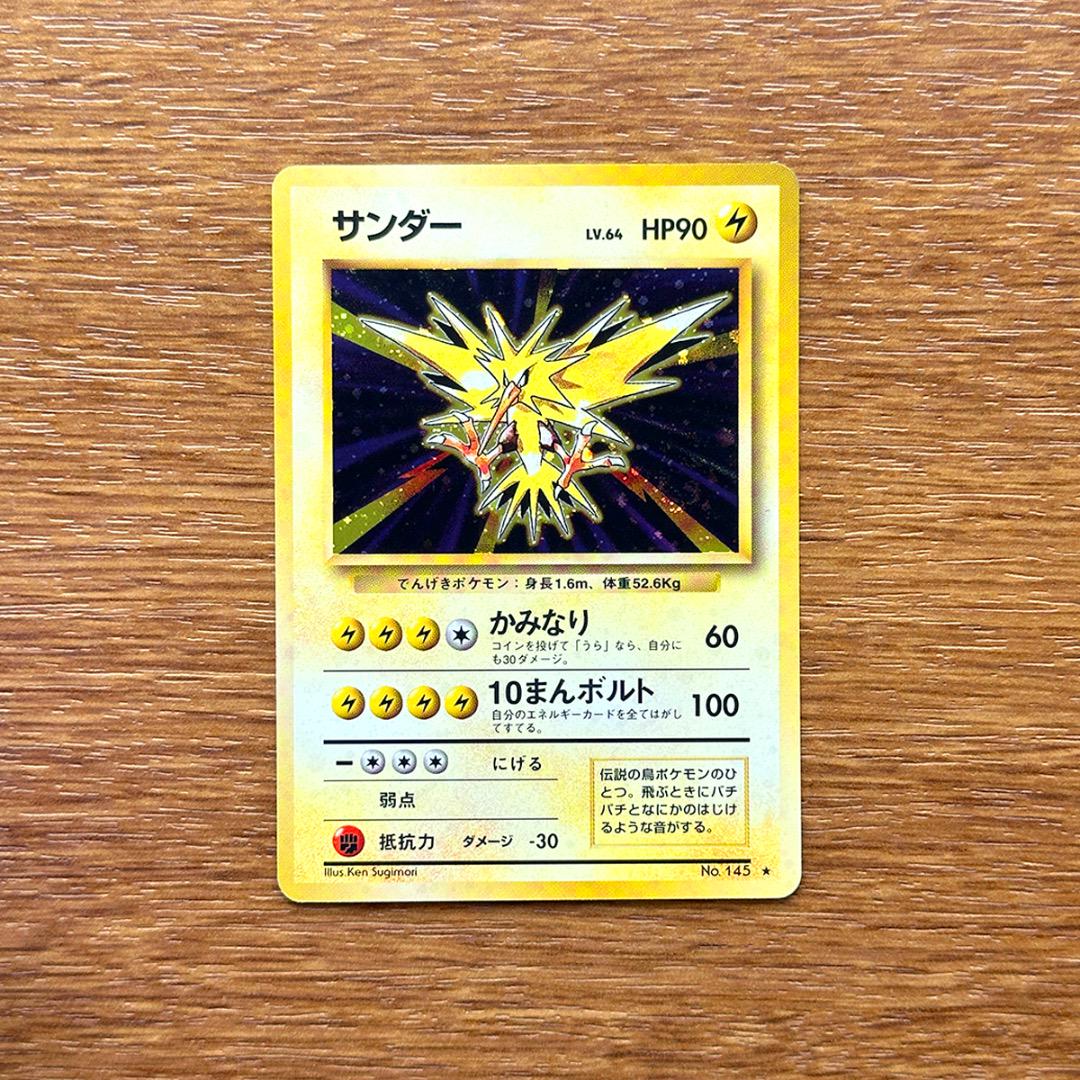 サンダー LV.64 HP90
でんげきポケモン：身長1.6m、体重52.6Kg
かみなり 60
コインを投げて「うら」なら、自分に
も30ダメージ。
10まんボルト 100
自分のエネルギーカードを全てはがし
てすてる。
にげる
弱点
抵抗力 ダメージ -30
伝説の鳥ポケモンのひ
とつ。飛ぶときにバチ
バチとなにかのはじけ
るような音がする。
Illus.Ken Sugimori No. 145 ★